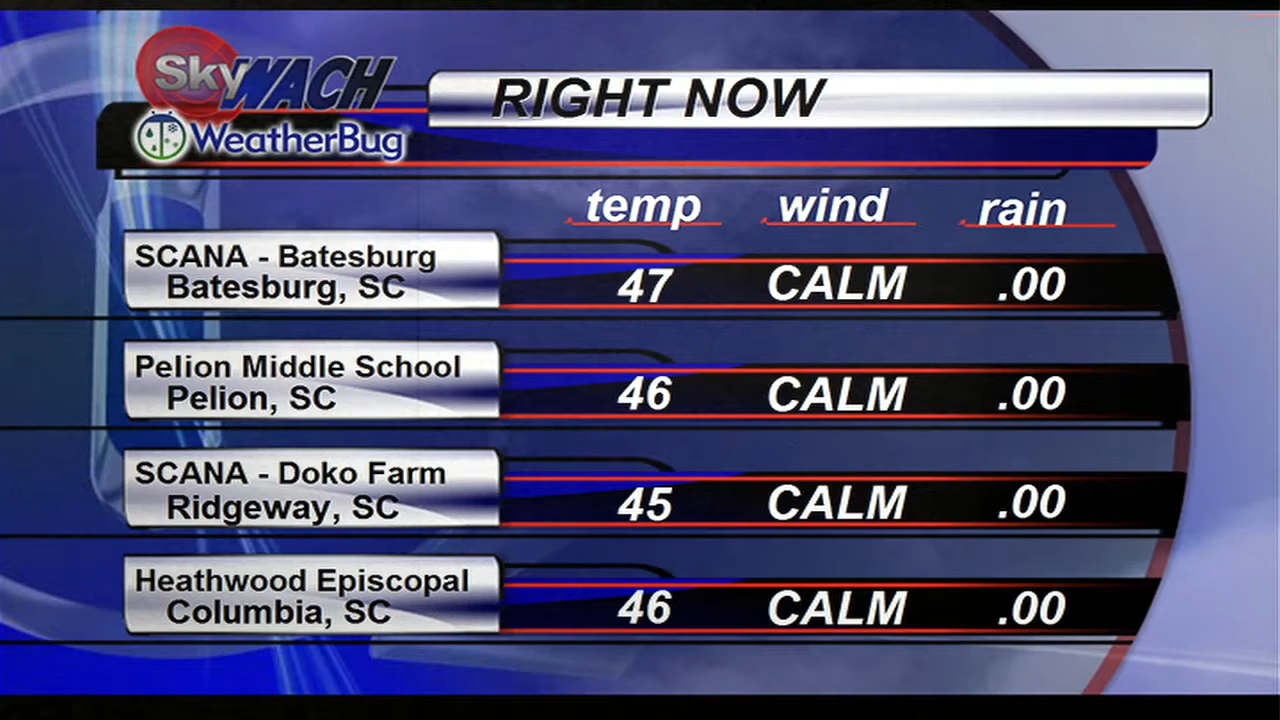 SkyWACH
WeatherBug
RIGHT NOW
temp wind rain
SCANA - Batesburg
Batesburg, SC
47 CALM .00
Pelion Middle School
Pelion, SC
46 CALM .00
SCANA - Doko Farm
Ridgeway, SC
45 CALM .00
Heathwood Episcopal
Columbia, SC
46 CALM .00